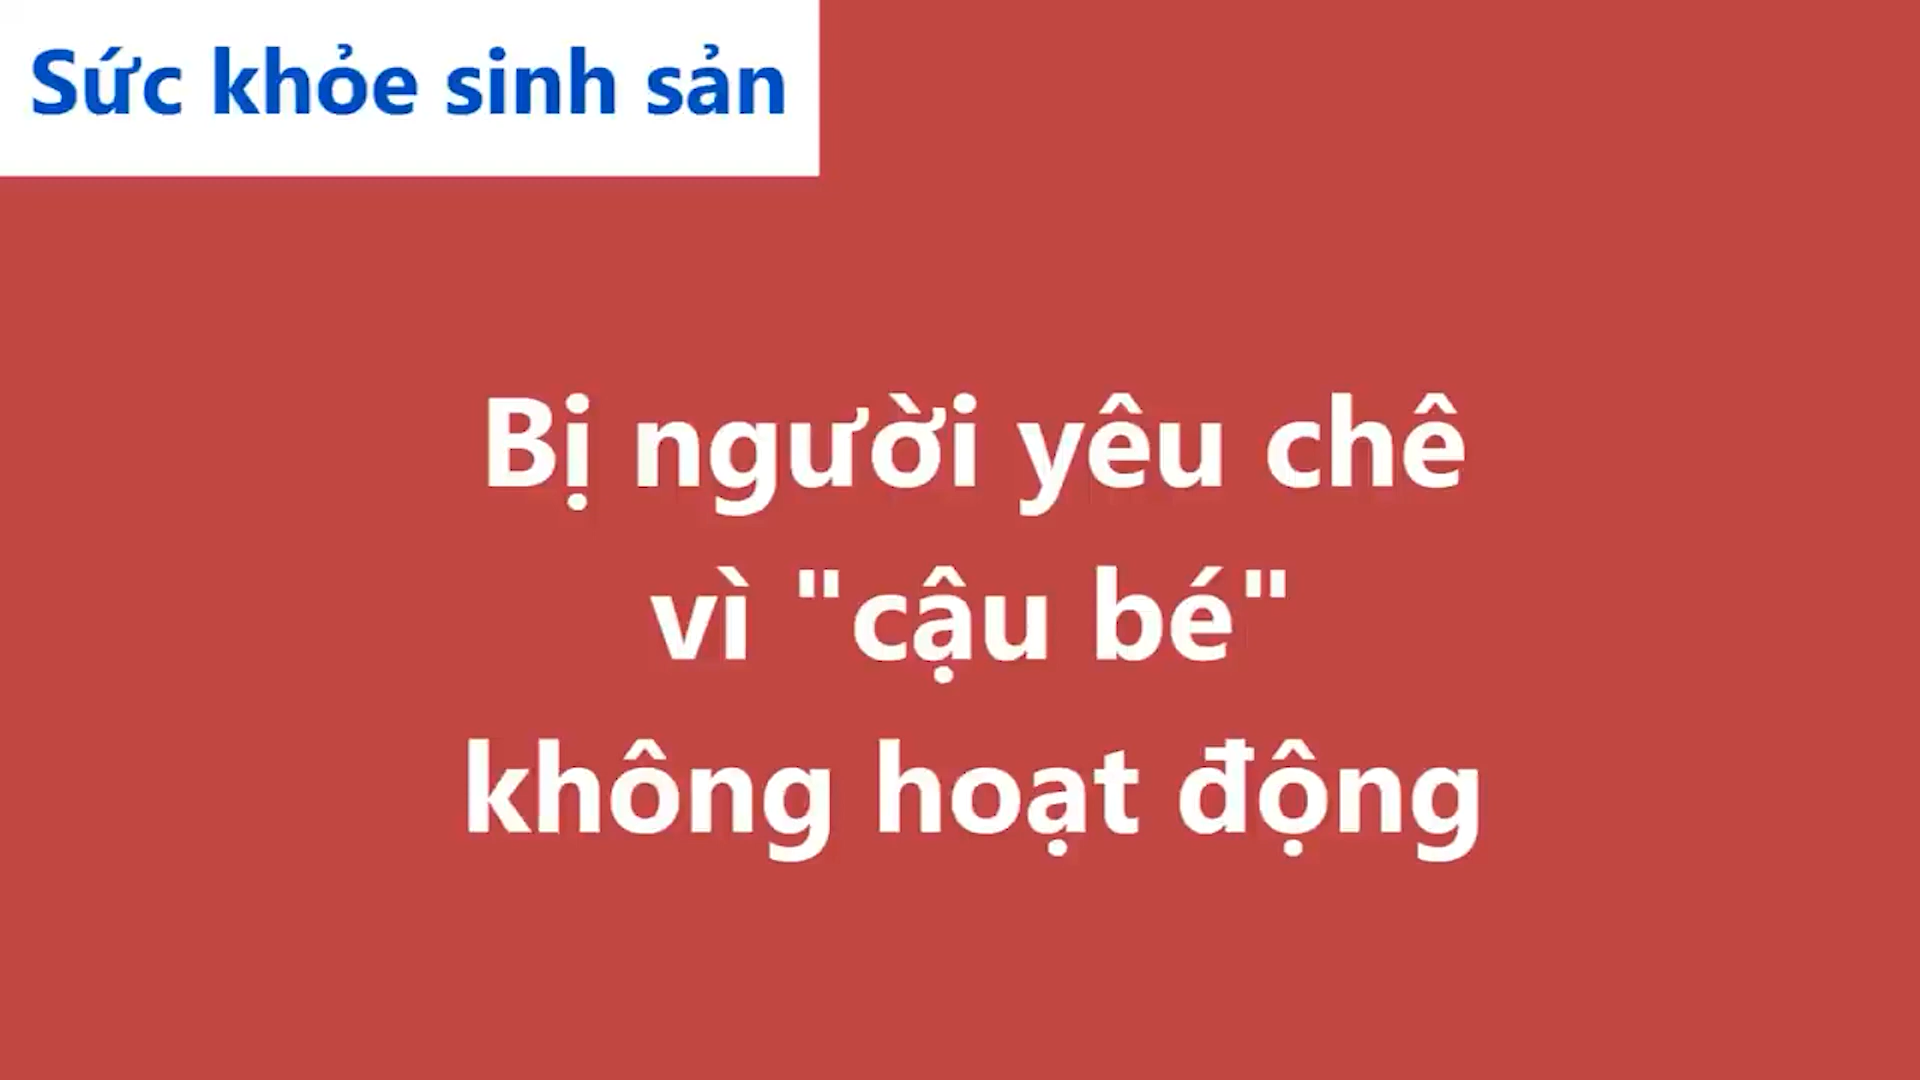 Sức khỏe sinh sản
Bị người yêu chê
vì "cậu bé"
không hoạt động